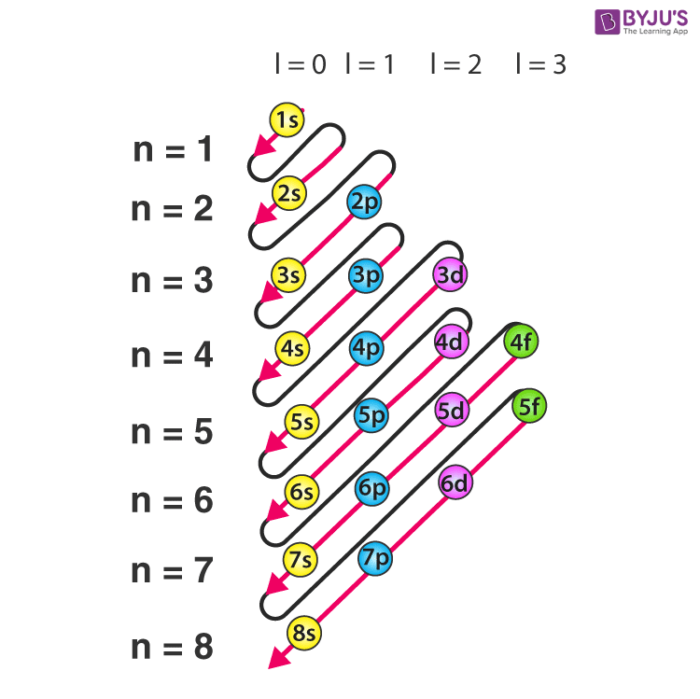 BYJU'S
The Learning App
l = 0 l = 1 l = 2 l = 3
1s
n = 1
2s 2p
n = 2
3s 3p 3d
n = 3
4s 4p 4d 4f
n = 4
5s 5p 5d 5f
n = 5
6s 6p 6d
n = 6
7s 7p
n = 7
8s
n = 8